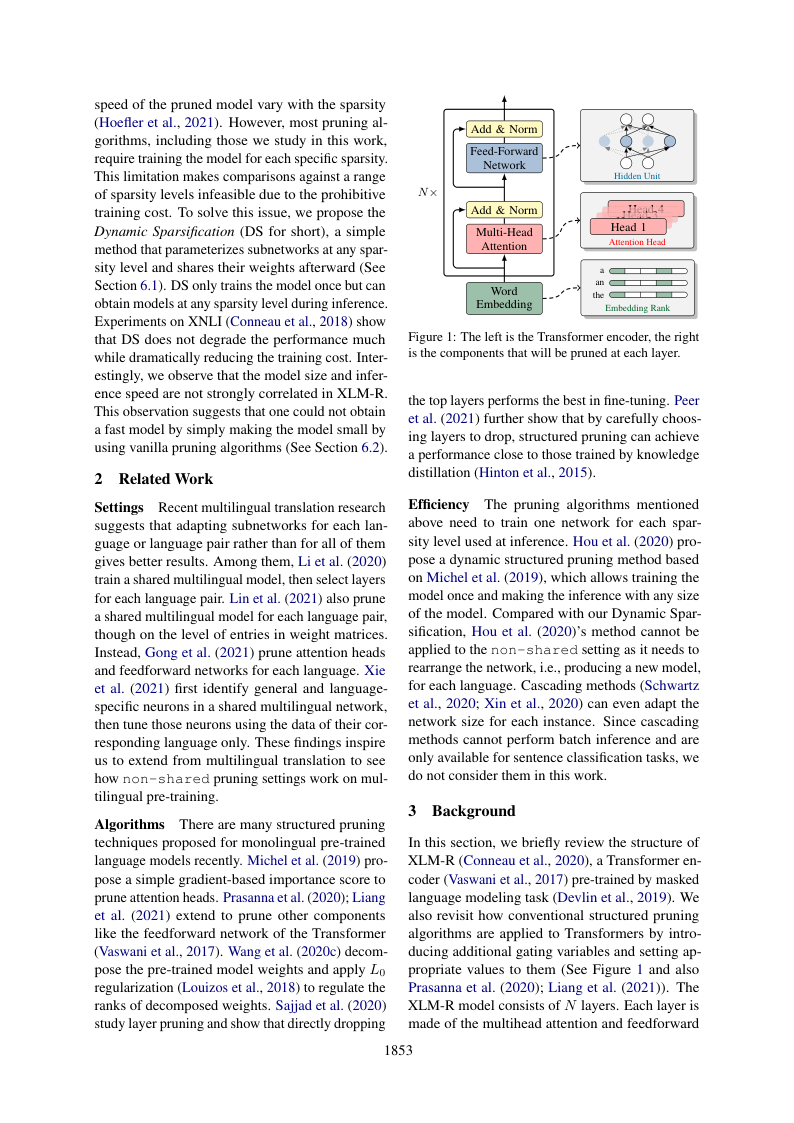 speed of the pruned model vary with the sparsity
(Hoefler et al., 2021). However, most pruning al-
gorithms, including those we study in this work,
require training the model for each specific sparsity.
This limitation makes comparisons against a range
of sparsity levels infeasible due to the prohibitive
training cost. To solve this issue, we propose the
Dynamic Sparsification (DS for short), a simple
method that parameterizes subnetworks at any spar-
sity level and shares their weights afterward (See
Section 6.1). DS only trains the model once but can
obtain models at any sparsity level during inference.
Experiments on XNLI (Conneau et al., 2018) show
that DS does not degrade the performance much
while dramatically reducing the training cost. Inter-
estingly, we observe that the model size and infer-
ence speed are not strongly correlated in XLM-R.
This observation suggests that one could not obtain
a fast model by simply making the model small by
using vanilla pruning algorithms (See Section 6.2).
2 Related Work
Settings Recent multilingual translation research
suggests that adapting subnetworks for each lan-
guage or language pair rather than for all of them
gives better results. Among them, Li et al. (2020)
train a shared multilingual model, then select layers
for each language pair. Lin et al. (2021) also prune
a shared multilingual model for each language pair,
though on the level of entries in weight matrices.
Instead, Gong et al. (2021) prune attention heads
and feedforward networks for each language. Xie
et al. (2021) first identify general and language-
specific neurons in a shared multilingual network,
then tune those neurons using the data of their cor-
responding language only. These findings inspire
us to extend from multilingual translation to see
how non-shared pruning settings work on mul-
tilingual pre-training.
Algorithms There are many structured pruning
techniques proposed for monolingual pre-trained
language models recently. Michel et al. (2019) pro-
pose a simple gradient-based importance score to
prune attention heads. Prasanna et al. (2020); Liang
et al. (2021) extend to prune other components
like the feedforward network of the Transformer
(Vaswani et al., 2017). Wang et al. (2020c) decom-
pose the pre-trained model weights and apply L0
regularization (Louizos et al., 2018) to regulate the
ranks of decomposed weights. Sajjad et al. (2020)
study layer pruning and show that directly dropping
N×
Add & Norm
Feed-Forward
Network
Add & Norm
Multi-Head
Attention
Word
Embedding
Hidden Unit
Head 4
Head 1
Attention Head
a
an
the
Embedding Rank
Figure 1: The left is the Transformer encoder, the right
is the components that will be pruned at each layer.
the top layers performs the best in fine-tuning. Peer
et al. (2021) further show that by carefully choos-
ing layers to drop, structured pruning can achieve
a performance close to those trained by knowledge
distillation (Hinton et al., 2015).
Efficiency The pruning algorithms mentioned
above need to train one network for each spar-
sity level used at inference. Hou et al. (2020) pro-
pose a dynamic structured pruning method based
on Michel et al. (2019), which allows training the
model once and making the inference with any size
of the model. Compared with our Dynamic Spar-
sification, Hou et al. (2020)'s method cannot be
applied to the non-shared setting as it needs to
rearrange the network, i.e., producing a new model,
for each language. Cascading methods (Schwartz
et al., 2020; Xin et al., 2020) can even adapt the
network size for each instance. Since cascading
methods cannot perform batch inference and are
only available for sentence classification tasks, we
do not consider them in this work.
3 Background
In this section, we briefly review the structure of
XLM-R (Conneau et al., 2020), a Transformer en-
coder (Vaswani et al., 2017) pre-trained by masked
language modeling task (Devlin et al., 2019). We
also revisit how conventional structured pruning
algorithms are applied to Transformers by intro-
ducing additional gating variables and setting ap-
propriate values to them (See Figure 1 and also
Prasanna et al. (2020); Liang et al. (2021)). The
XLM-R model consists of N layers. Each layer is
made of the multihead attention and feedforward
1853